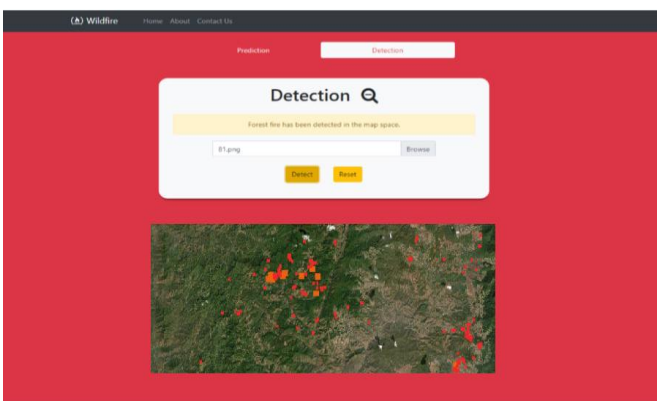 (🔥) Wildfire Home About Contact Us
Prediction Detection
Detection
Forest fire has been detected in the map space.
81.png Browse
Detect Reset